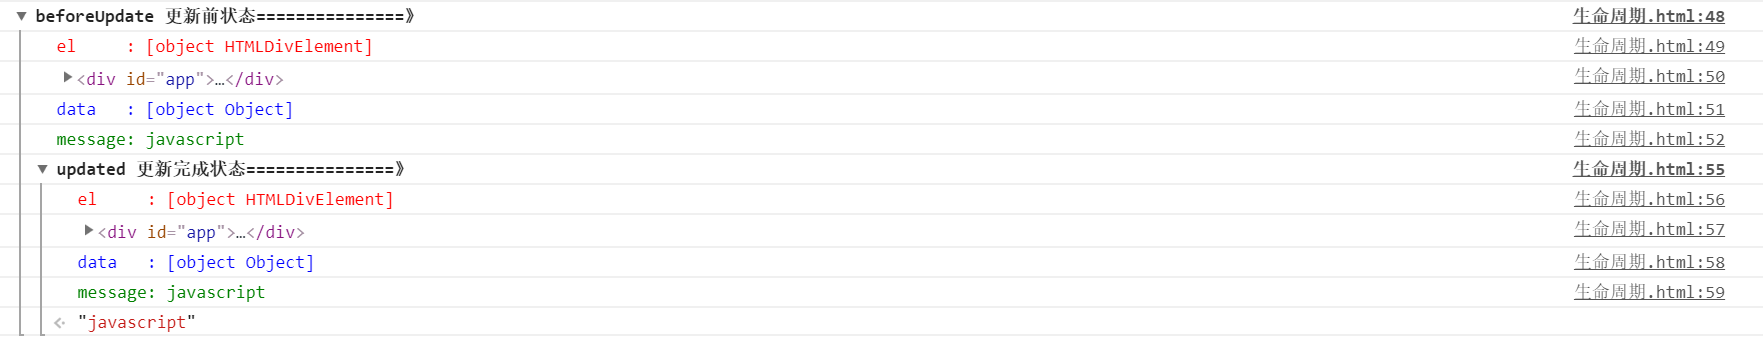 beforeUpdate 更新前状态===============》 生命周期.html:48
el     : [object HTMLDivElement] 生命周期.html:49
<div id="app">…</div> 生命周期.html:50
data   : [object Object] 生命周期.html:51
message: javascript 生命周期.html:52
updated 更新完成状态===============》 生命周期.html:55
el     : [object HTMLDivElement] 生命周期.html:56
<div id="app">…</div> 生命周期.html:57
data   : [object Object] 生命周期.html:58
message: javascript 生命周期.html:59
"javascript"